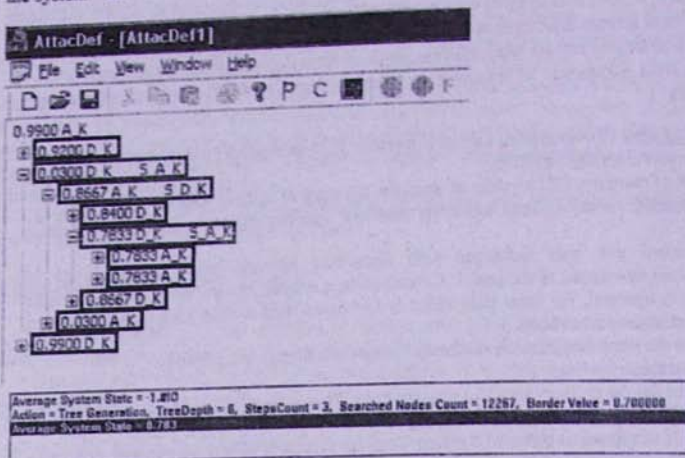 AttacDef - [AttacDef1]
File Edit View Window Help
P C F
0.9900 A_K
0.9200 D_K
0.0300 D_K S_A_K
0.8667 A_K S_D_K
0.8400 D_K
0.7833 D_K S_A_K
0.7833 A_K
0.7833 A_K
0.8667 D_K
0.0300 A_K
0.9900 D_K
Average System State = -1.#IO
Action = Tree Generation, TreeDepth = 6, StepsCount = 3, Searched Nodes Count = 12267, Border Value = 0.700000
Average System State = 0.783